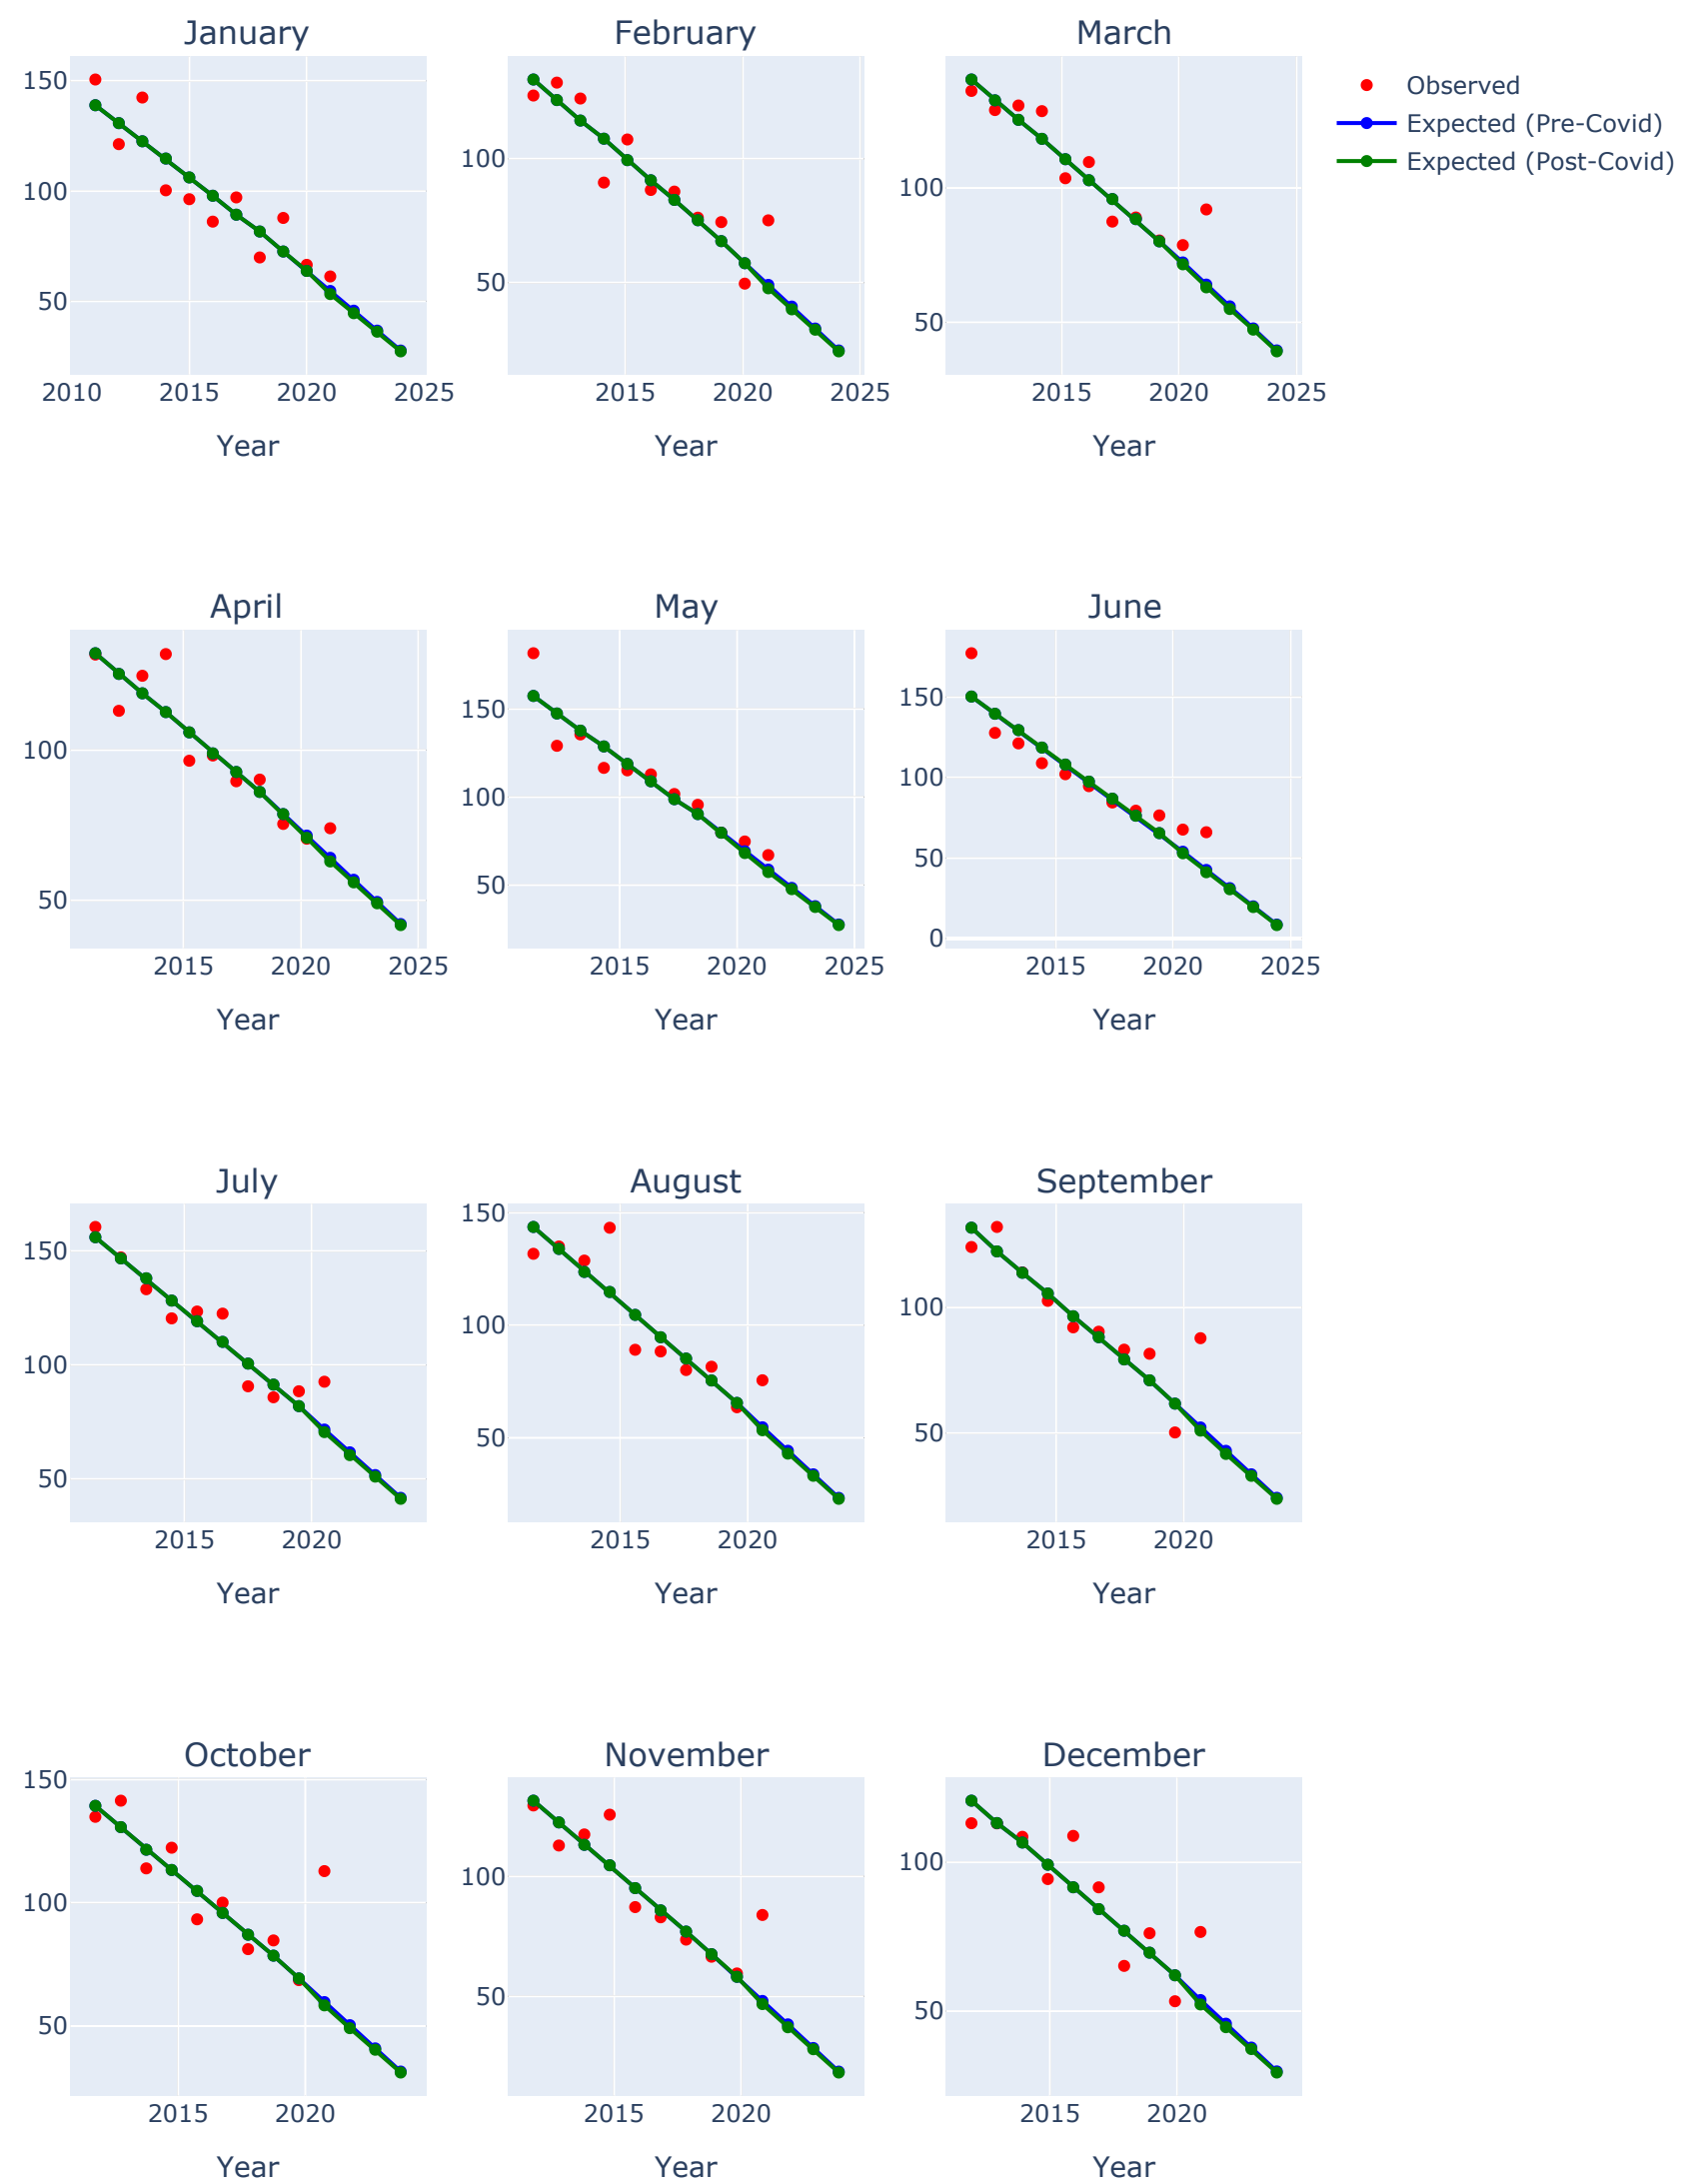 January
February
March
Observed
Expected (Pre-Covid)
Expected (Post-Covid)
150
100
50
100
50
100
50
2010
2015
2020
2025
2015
2020
2025
2015
2020
2025
Year
Year
Year
April
May
June
100
50
150
100
50
150
100
50
0
2015
2020
2025
2015
2020
2025
2015
2020
2025
Year
Year
Year
July
August
September
150
100
50
150
100
50
100
50
2015
2020
2015
2020
2015
2020
Year
Year
Year
October
November
December
150
100
50
100
50
100
50
2015
2020
2015
2020
2015
2020
Year
Year
Year